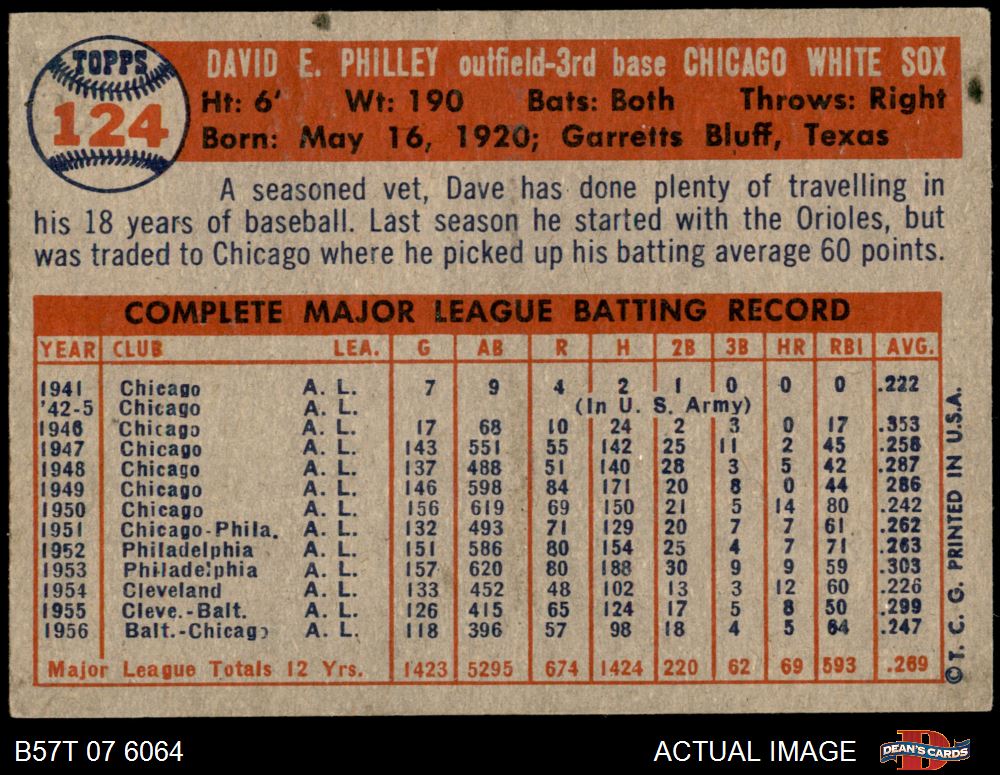 TOPPS
124
DAVID E. PHILLEY outfield-3rd base CHICAGO WHITE SOX
Ht: 6' Wt: 190 Bats: Both Throws: Right
Born: May 16, 1920; Garretts Bluff, Texas
A seasoned vet, Dave has done plenty of travelling in
his 18 years of baseball. Last season he started with the Orioles, but
was traded to Chicago where he picked up his batting average 60 points.
COMPLETE MAJOR LEAGUE BATTING RECORD
YEAR CLUB LEA. G AB R H 2B 3B HR RBI AVG.
1941 Chicago A. L. 7 9 4 2 1 0 0 0 .222
'42-5 Chicago A. L. (In U. S. Army)
1946 Chicago A. L. 17 68 10 24 2 3 0 17 .353
1947 Chicago A. L. 143 551 55 142 25 11 2 45 .258
1948 Chicago A. L. 137 488 51 140 28 3 5 42 .287
1949 Chicago A. L. 146 598 84 171 20 8 0 44 .286
1950 Chicago A. L. 156 619 69 150 21 5 14 80 .242
1951 Chicago-Phila. A. L. 132 493 71 129 20 7 7 61 .262
1952 Philadelphia A. L. 151 586 80 154 25 4 7 71 .263
1953 Philadelphia A. L. 157 620 80 188 30 9 9 59 .303
1954 Cleveland A. L. 133 452 48 102 13 3 12 60 .226
1955 Cleve.-Balt. A. L. 126 415 65 124 17 5 8 50 .299
1956 Balt.-Chicago A. L. 118 396 57 98 18 4 5 64 .247
Major League Totals 12 Yrs. 1423 5295 674 1424 220 62 69 593 .269
© T. C. G. PRINTED IN U.S.A.
B57T 07 6064 ACTUAL IMAGE
DEAN'S CARDS